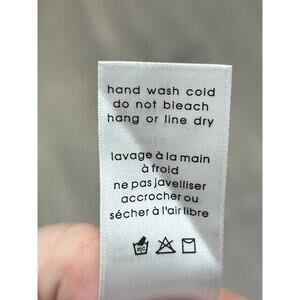 hand wash cold
do not bleach
hang or line dry
lavage à la main
à froid
ne pas javelliser
accrocher ou
sécher à l'air libre